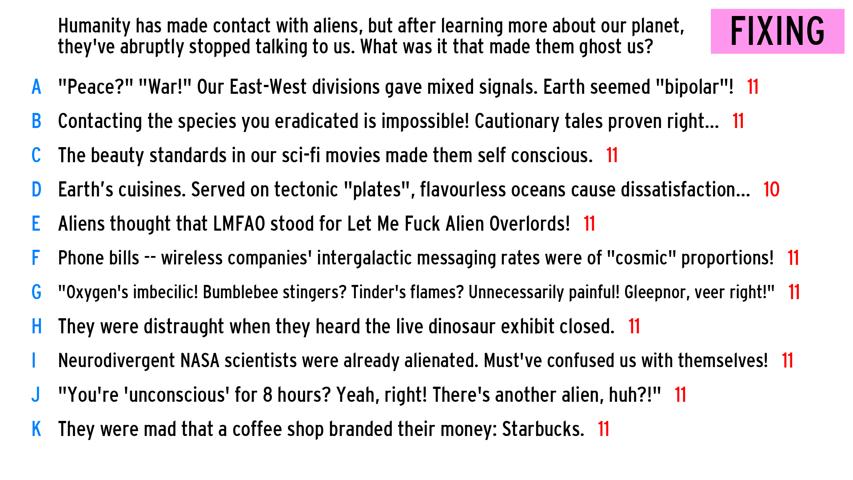 Humanity has made contact with aliens, but after learning more about our planet,
they've abruptly stopped talking to us. What was it that made them ghost us?
FIXING
A "Peace?" "War!" Our East-West divisions gave mixed signals. Earth seemed "bipolar"! 11
B Contacting the species you eradicated is impossible! Cautionary tales proven right... 11
C The beauty standards in our sci-fi movies made them self conscious. 11
D Earth's cuisines. Served on tectonic "plates", flavourless oceans cause dissatisfaction... 10
E Aliens thought that LMFAO stood for Let Me Fuck Alien Overlords! 11
F Phone bills -- wireless companies' intergalactic messaging rates were of "cosmic" proportions! 11
G "Oxygen's imbecilic! Bumblebee stingers? Tinder's flames? Unnecessarily painful! Gleepnor, veer right!" 11
H They were distraught when they heard the live dinosaur exhibit closed. 11
I Neurodivergent NASA scientists were already alienated. Must've confused us with themselves! 11
J "You're 'unconscious' for 8 hours? Yeah, right! There's another alien, huh?!" 11
K They were mad that a coffee shop branded their money: Starbucks. 11